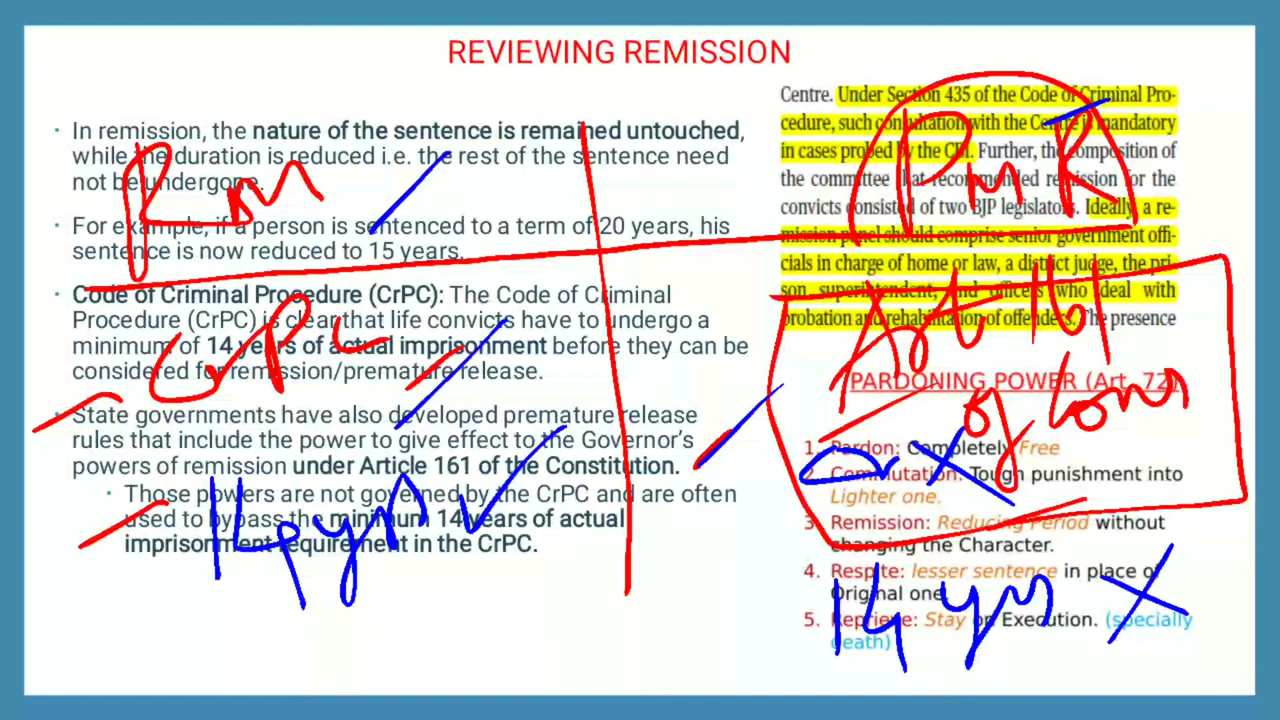 REVIEWING REMISSION
• In remission, the nature of the sentence is remained untouched,
while the duration is reduced i.e. the rest of the sentence need
not be undergone.
• For example, if a person is sentenced to a term of 20 years, his
sentence is now reduced to 15 years.
• Code of Criminal Procedure (CrPC): The Code of Criminal
Procedure (CrPC) is clear that life convicts have to undergo a
minimum of 14 years of actual imprisonment before they can be
considered for remission/premature release.
• State governments have also developed premature release
rules that include the power to give effect to the Governor's
powers of remission under Article 161 of the Constitution.
• Those powers are not governed by the CrPC and are often
used to bypass the minimum 14 years of actual
imprisonment requirement in the CrPC.
Centre. Under Section 435 of the Code of Criminal Pro-
cedure, such consultation with the Centre is mandatory
in cases probed by the CBI. Further, the composition of
the committee that recommended remission for the
convicts consisted of two BJP legislators. Ideally, a re-
mission panel should comprise senior government offi-
cials in charge of home or law, a district judge, the pri-
son superintendent, and officers who deal with
probation and rehabilitation of offenders. The presence
PARDONING POWER (Art. 72)
1. Pardon: Completely Free
2. Commutation: Tough punishment into
Lighter one.
3. Remission: Reducing Period without
changing the Character.
4. Respite: lesser sentence in place of
Original one.
5. Reprieve: Stay on Execution. (specially
death)
Rm
PmR
CrPC
Art 161
of Cons
14 yrs
14 yrs